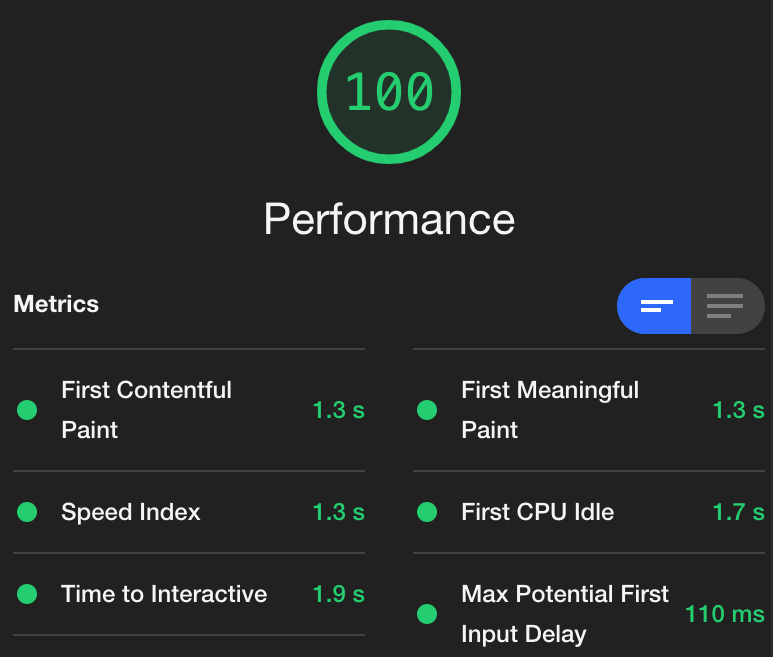 100
Performance
Metrics
First Contentful
Paint
1.3 s
First Meaningful
Paint
1.3 s
Speed Index
1.3 s
First CPU Idle
1.7 s
Time to Interactive
1.9 s
Max Potential First
Input Delay
110 ms